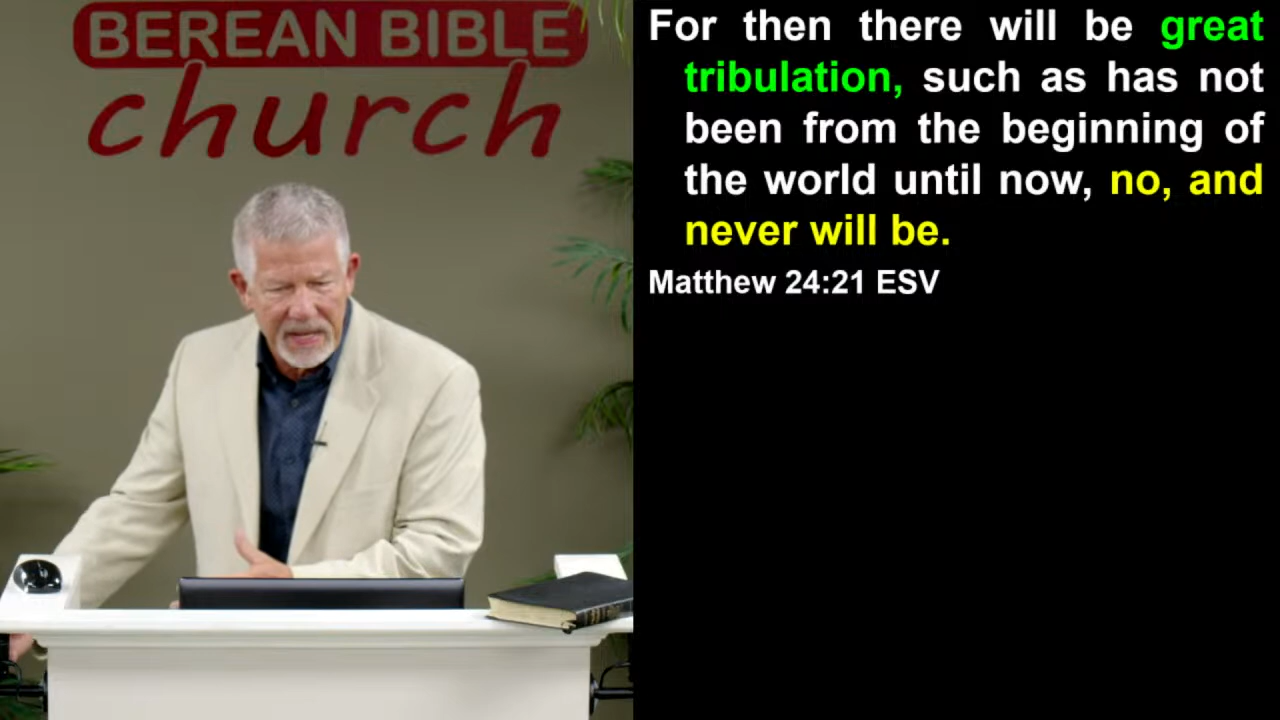 BEREAN BIBLE
church
For then there will be great
tribulation, such as has not
been from the beginning of
the world until now, no, and
never will be.
Matthew 24:21 ESV